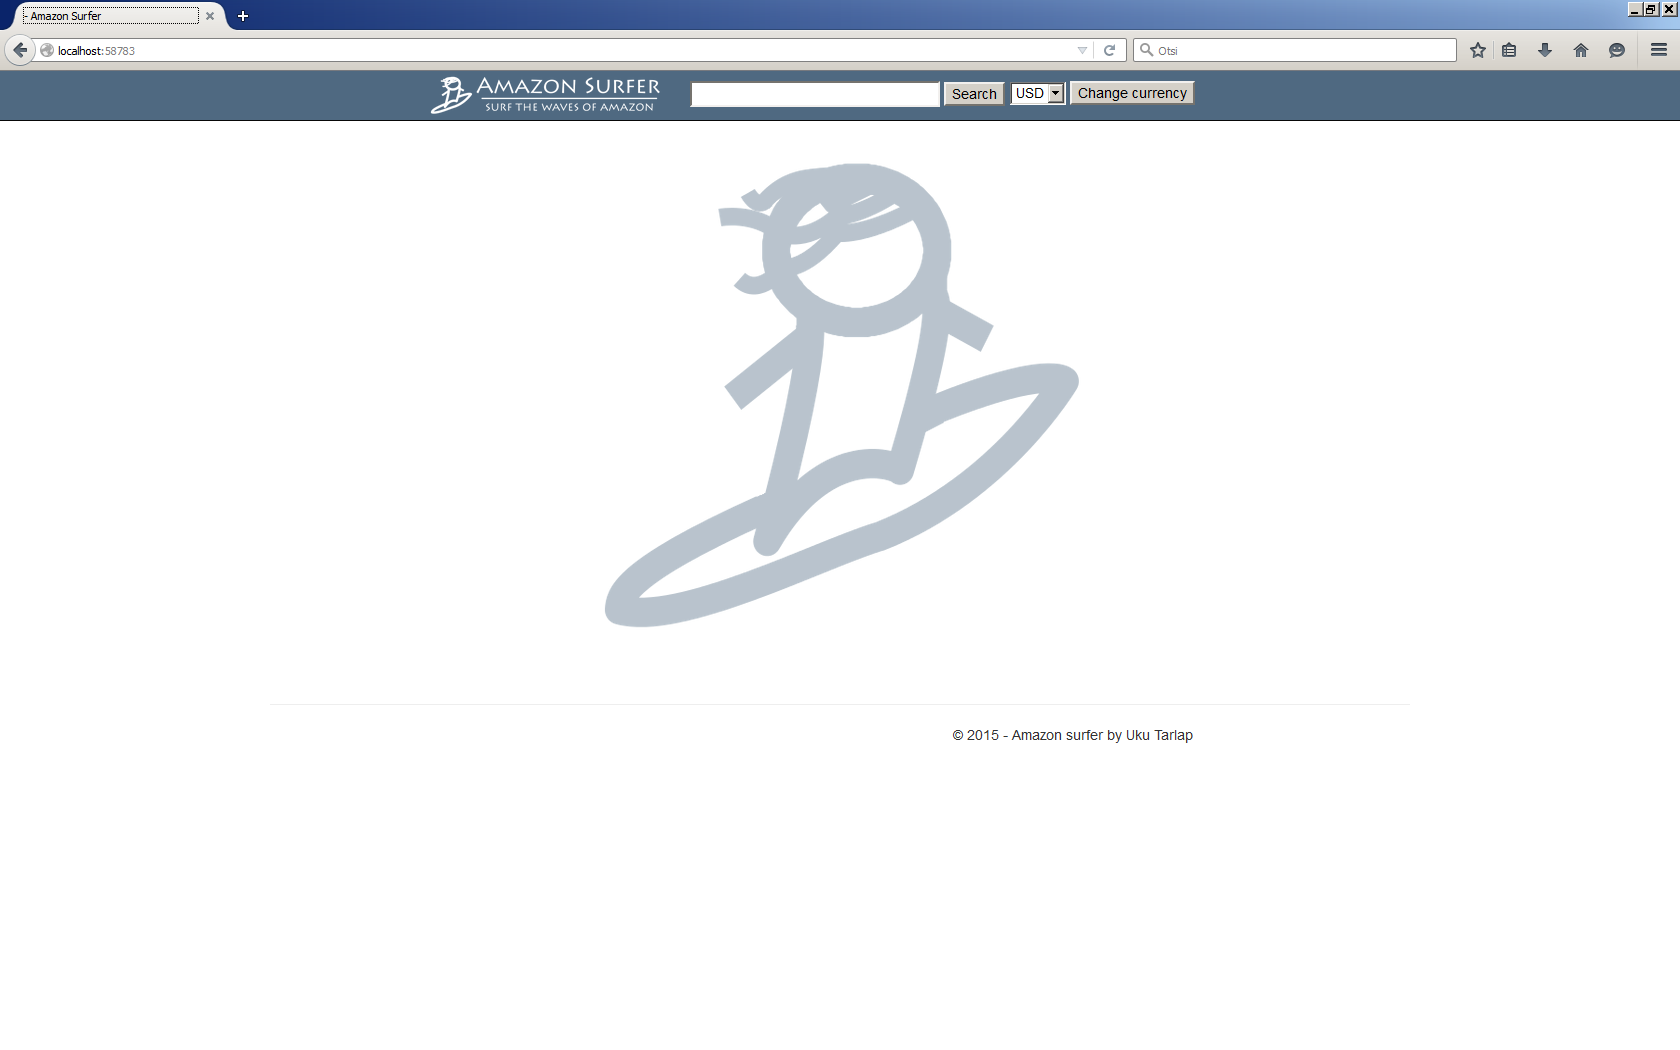 - Amazon Surfer
localhost:58783
Otsi
AMAZON SURFER
SURF THE WAVES OF AMAZON
Search
USD
Change currency
© 2015 - Amazon surfer by Uku Tarlap